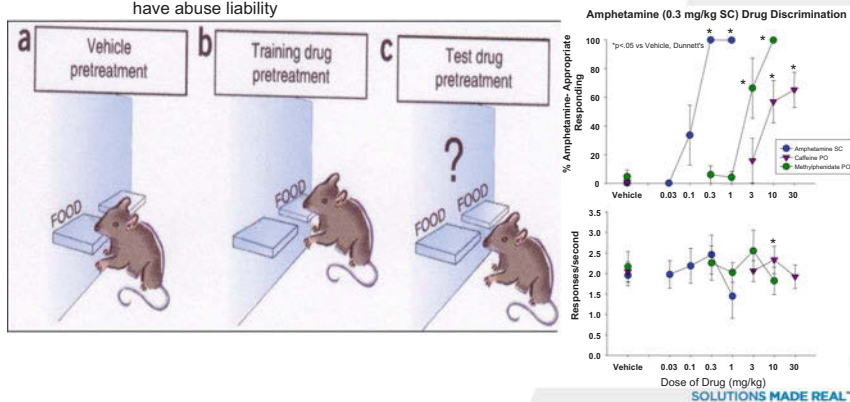 have abuse liability
a
Vehicle
pretreatment
FOOD
b
Training drug
pretreatment
FOOD
c
Test drug
pretreatment
?
FOOD
FOOD
Amphetamine (0.3 mg/kg SC) Drug Discrimination
% Amphetamine- Appropriate
Responding
100
80
60
40
20
0
*p<.05 vs Vehicle, Dunnett's
* *
*
*
*
*
Amphetamine SC
Caffeine PO
Methylphenidate PO
Vehicle 0.03 0.1 0.3 1 3 10 30
Responses/second
3.5
3.0
2.5
2.0
1.5
1.0
0.5
0.0
*
Vehicle 0.03 0.1 0.3 1 3 10 30
Dose of Drug (mg/kg)
SOLUTIONS MADE REAL